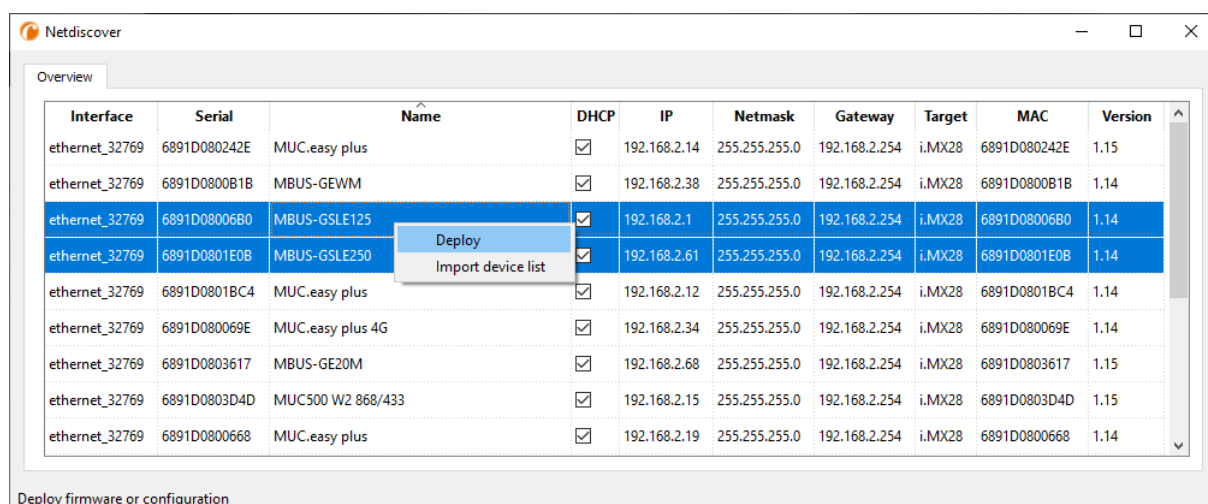 Netdiscover
Overview
Interface Serial Name DHCP IP Netmask Gateway Target MAC Version
ethernet_32769 6891D080242E MUC.easy plus 192.168.2.14 255.255.255.0 192.168.2.254 i.MX28 6891D080242E 1.15
ethernet_32769 6891D0800B1B MBUS-GEWM 192.168.2.38 255.255.255.0 192.168.2.254 i.MX28 6891D0800B1B 1.14
ethernet_32769 6891D08006B0 MBUS-GSLE125 192.168.2.1 255.255.255.0 192.168.2.254 i.MX28 6891D08006B0 1.14
Deploy
ethernet_32769 6891D0801E0B MBUS-GSLE250 192.168.2.61 255.255.255.0 192.168.2.254 i.MX28 6891D0801E0B 1.14
Import device list
ethernet_32769 6891D0801BC4 MUC.easy plus 192.168.2.12 255.255.255.0 192.168.2.254 i.MX28 6891D0801BC4 1.14
ethernet_32769 6891D080069E MUC.easy plus 4G 192.168.2.34 255.255.255.0 192.168.2.254 i.MX28 6891D080069E 1.14
ethernet_32769 6891D0803617 MBUS-GE20M 192.168.2.68 255.255.255.0 192.168.2.254 i.MX28 6891D0803617 1.15
ethernet_32769 6891D0803D4D MUC500 W2 868/433 192.168.2.15 255.255.255.0 192.168.2.254 i.MX28 6891D0803D4D 1.15
ethernet_32769 6891D0800668 MUC.easy plus 192.168.2.19 255.255.255.0 192.168.2.254 i.MX28 6891D0800668 1.14
Deploy firmware or configuration